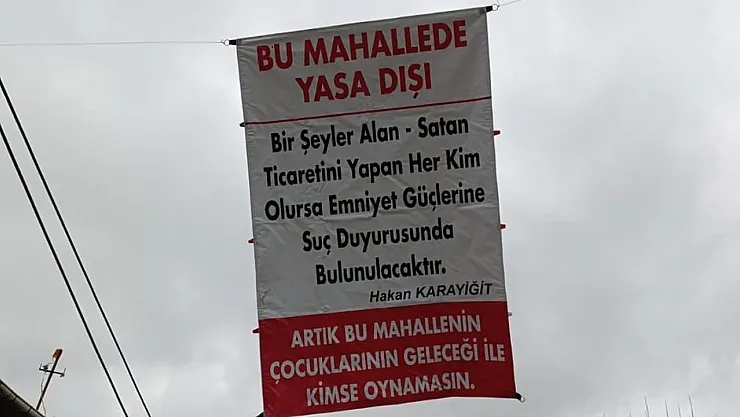 BU MAHALLEDE
YASA DIŞI
Bir Şeyler Alan - Satan
Ticaretini Yapan Her Kim
Olursa Emniyet Güçlerine
Suç Duyurusunda
Bulunulacaktır.
Hakan KARAYİĞİT
ARTIK BU MAHALLENİN
ÇOCUKLARININ GELECEĞİ İLE
KİMSE OYNAMASIN.